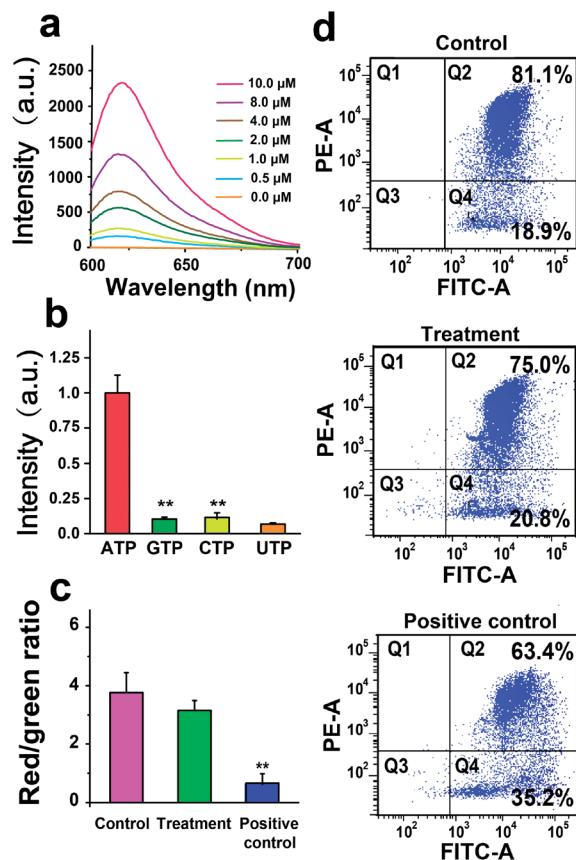 a
Intensity (a.u.)
2500
2000
1500
1000
500
0
600
650
700
Wavelength (nm)
10.0 μM
8.0 μM
4.0 μM
2.0 μM
1.0 μM
0.5 μM
0.0 μM
b
Intensity (a.u.)
1.25
1.0
0.75
0.5
0.25
0.0
**
**
ATP GTP CTP UTP
c
Red/green ratio
6
4
2
0
**
Control Treatment Positive
control
d
Control
PE-A
10⁵
10⁴
10³
10²
Q1 Q2 81.1%
Q3 Q4
18.9%
10² 10³ 10⁴ 10⁵
FITC-A
Treatment
PE-A
10⁵
10⁴
10³
10²
Q1 Q2 75.0%
Q3 Q4
20.8%
10² 10³ 10⁴ 10⁵
FITC-A
Positive control
PE-A
10⁵
10⁴
10³
10²
Q1 Q2 63.4%
Q3 Q4
35.2%
10² 10³ 10⁴ 10⁵
FITC-A